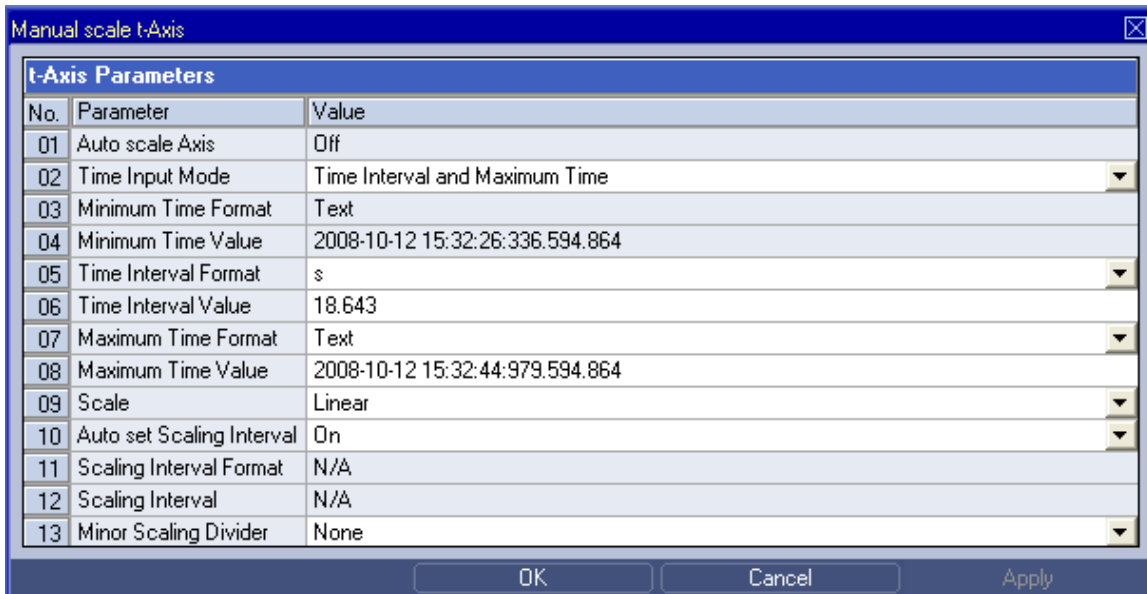 Manual scale t-Axis
t-Axis Parameters
No. Parameter Value
01 Auto scale Axis Off
02 Time Input Mode Time Interval and Maximum Time
03 Minimum Time Format Text
04 Minimum Time Value 2008-10-12 15:32:26:336.594.864
05 Time Interval Format s
06 Time Interval Value 18.643
07 Maximum Time Format Text
08 Maximum Time Value 2008-10-12 15:32:44:979.594.864
09 Scale Linear
10 Auto set Scaling Interval On
11 Scaling Interval Format N/A
12 Scaling Interval N/A
13 Minor Scaling Divider None
OK Cancel Apply